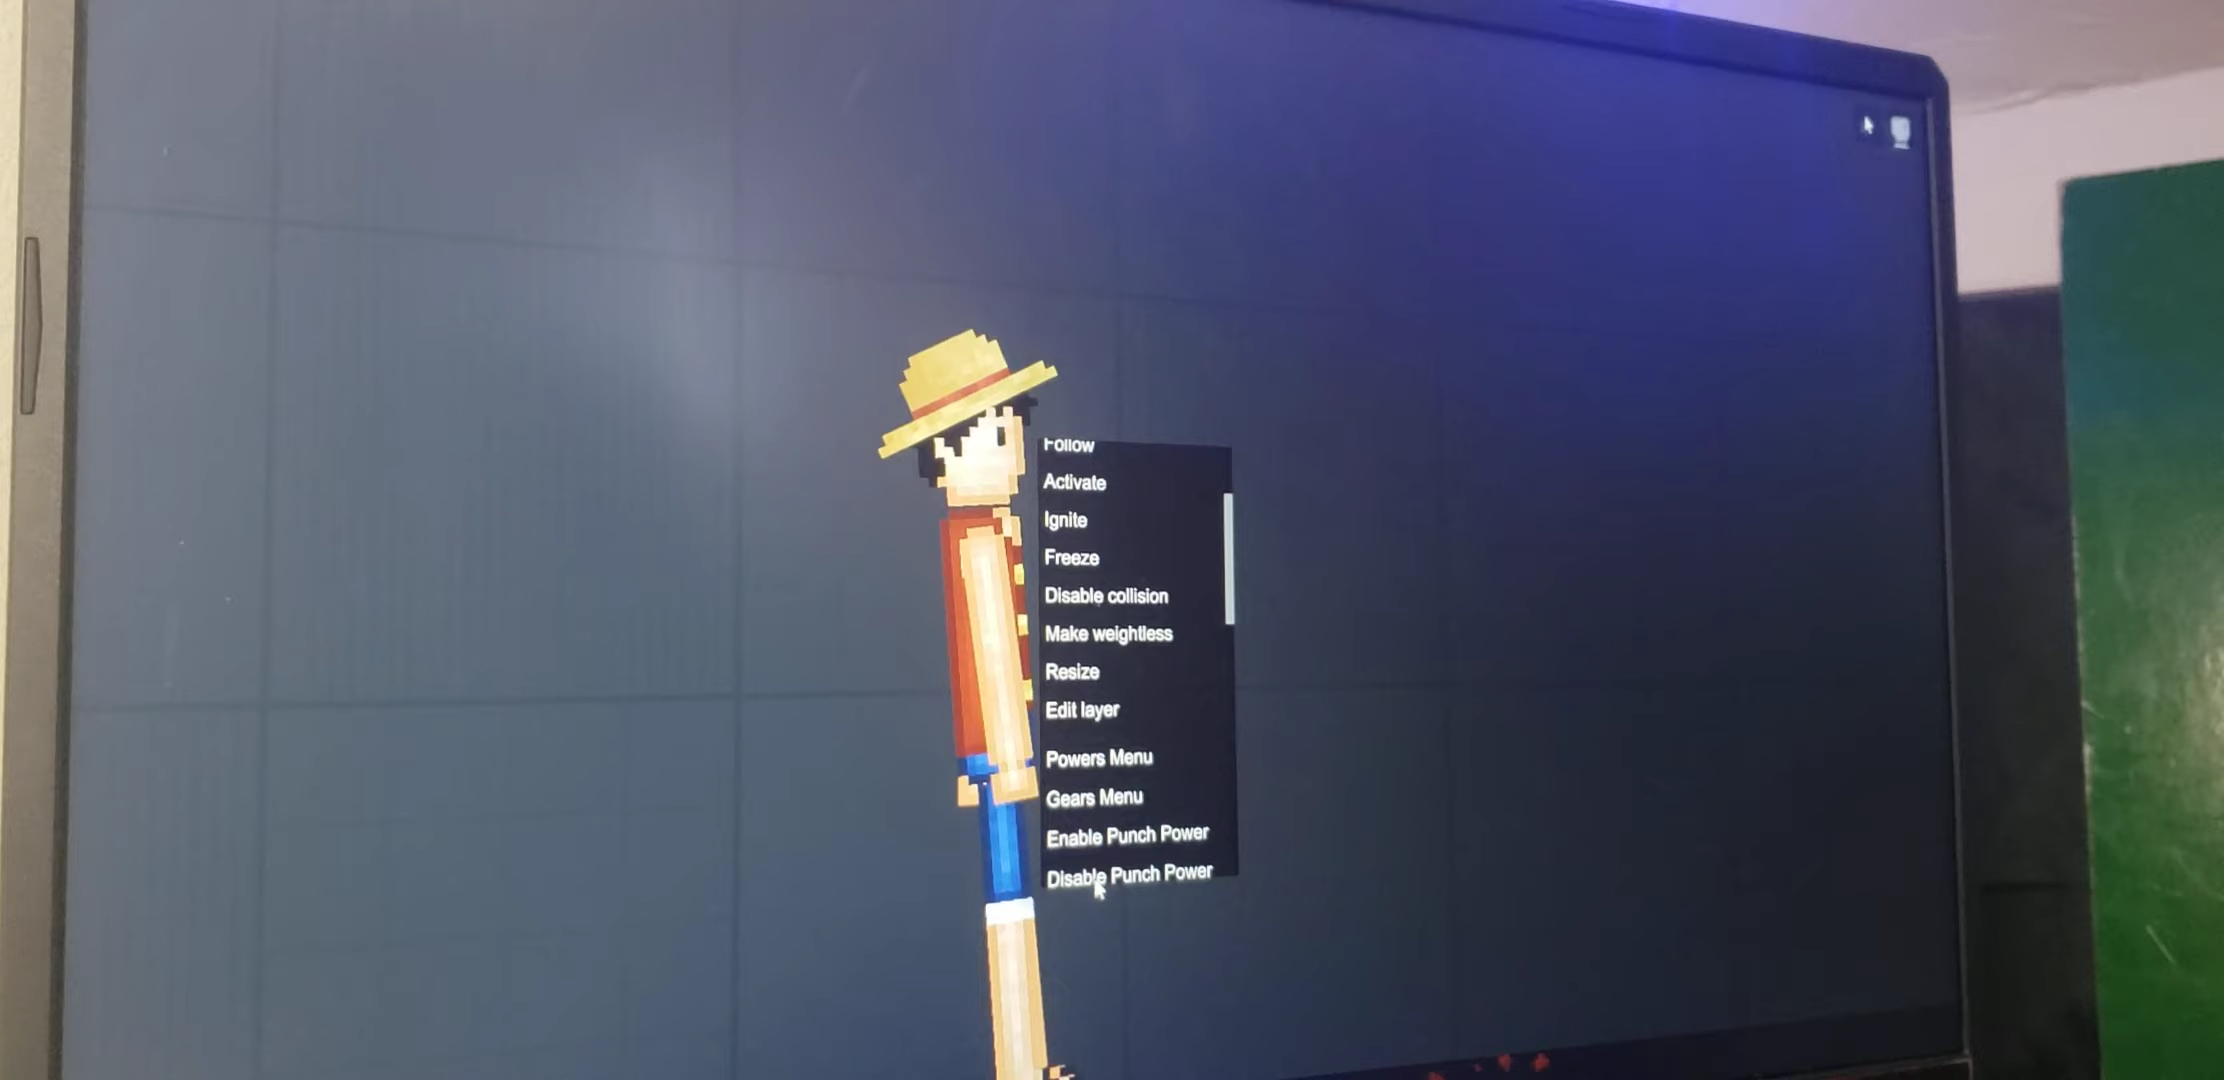 Follow
Activate
Ignite
Freeze
Disable collision
Make weightless
Resize
Edit layer
Powers Menu
Gears Menu
Enable Punch Power
Disable Punch Power